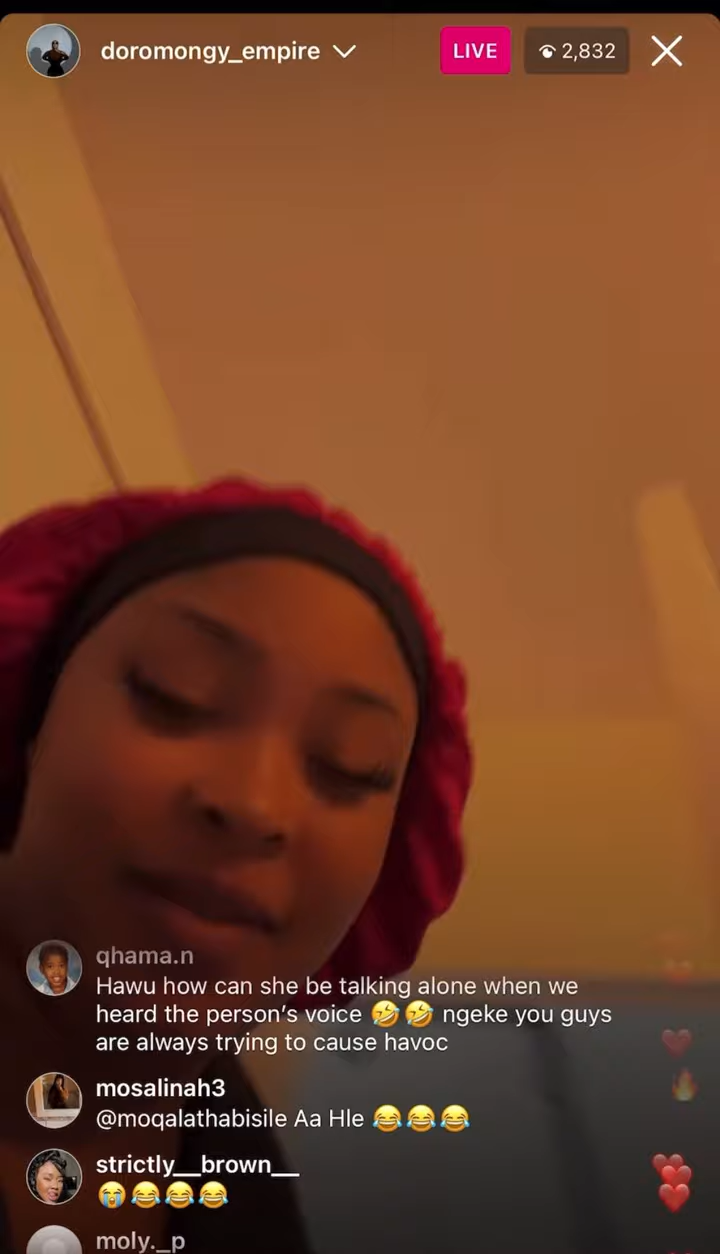 doromongy_empire
LIVE
2,832
qhama.n
Hawu how can she be talking alone when we
heard the person's voice 🤣🤣 ngeke you guys
are always trying to cause havoc
mosalinah3
@moqalathabisile Aa Hle 😂😂😂
strictly__brown__
😭😂😂😂
moly._p